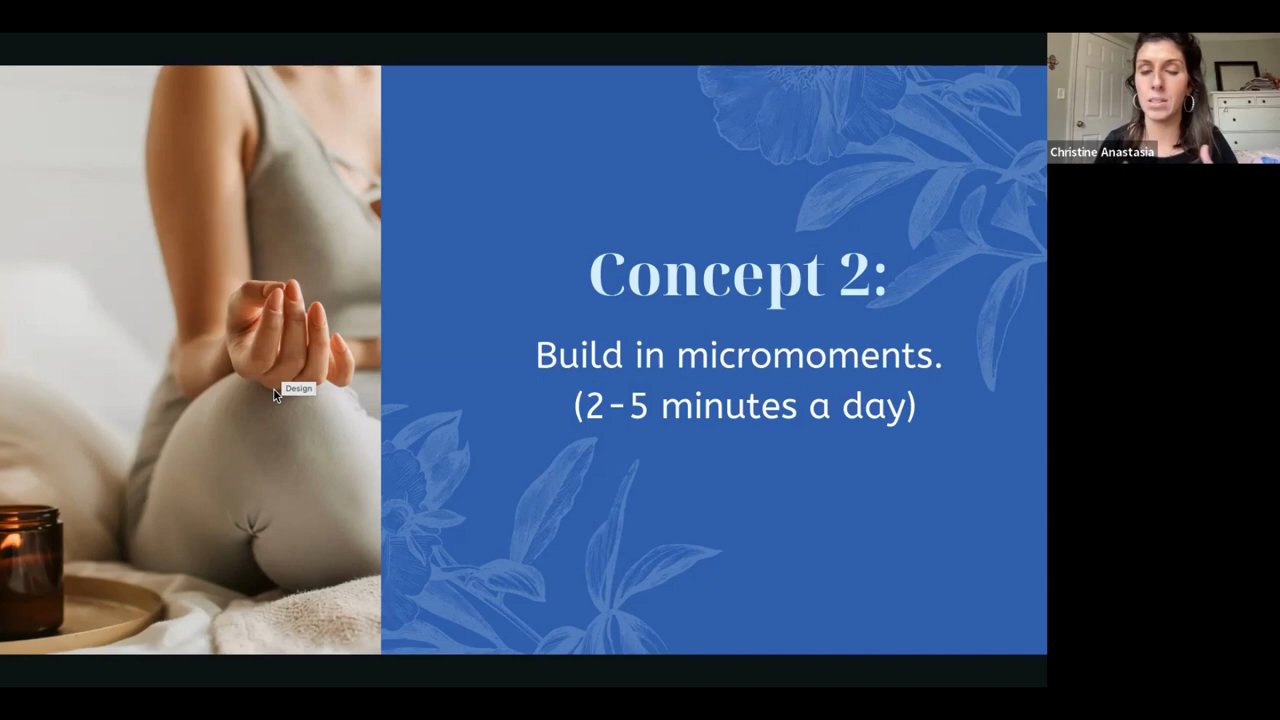 Concept 2:
Build in micromoments.
(2-5 minutes a day)
Design
Christine Anastasia